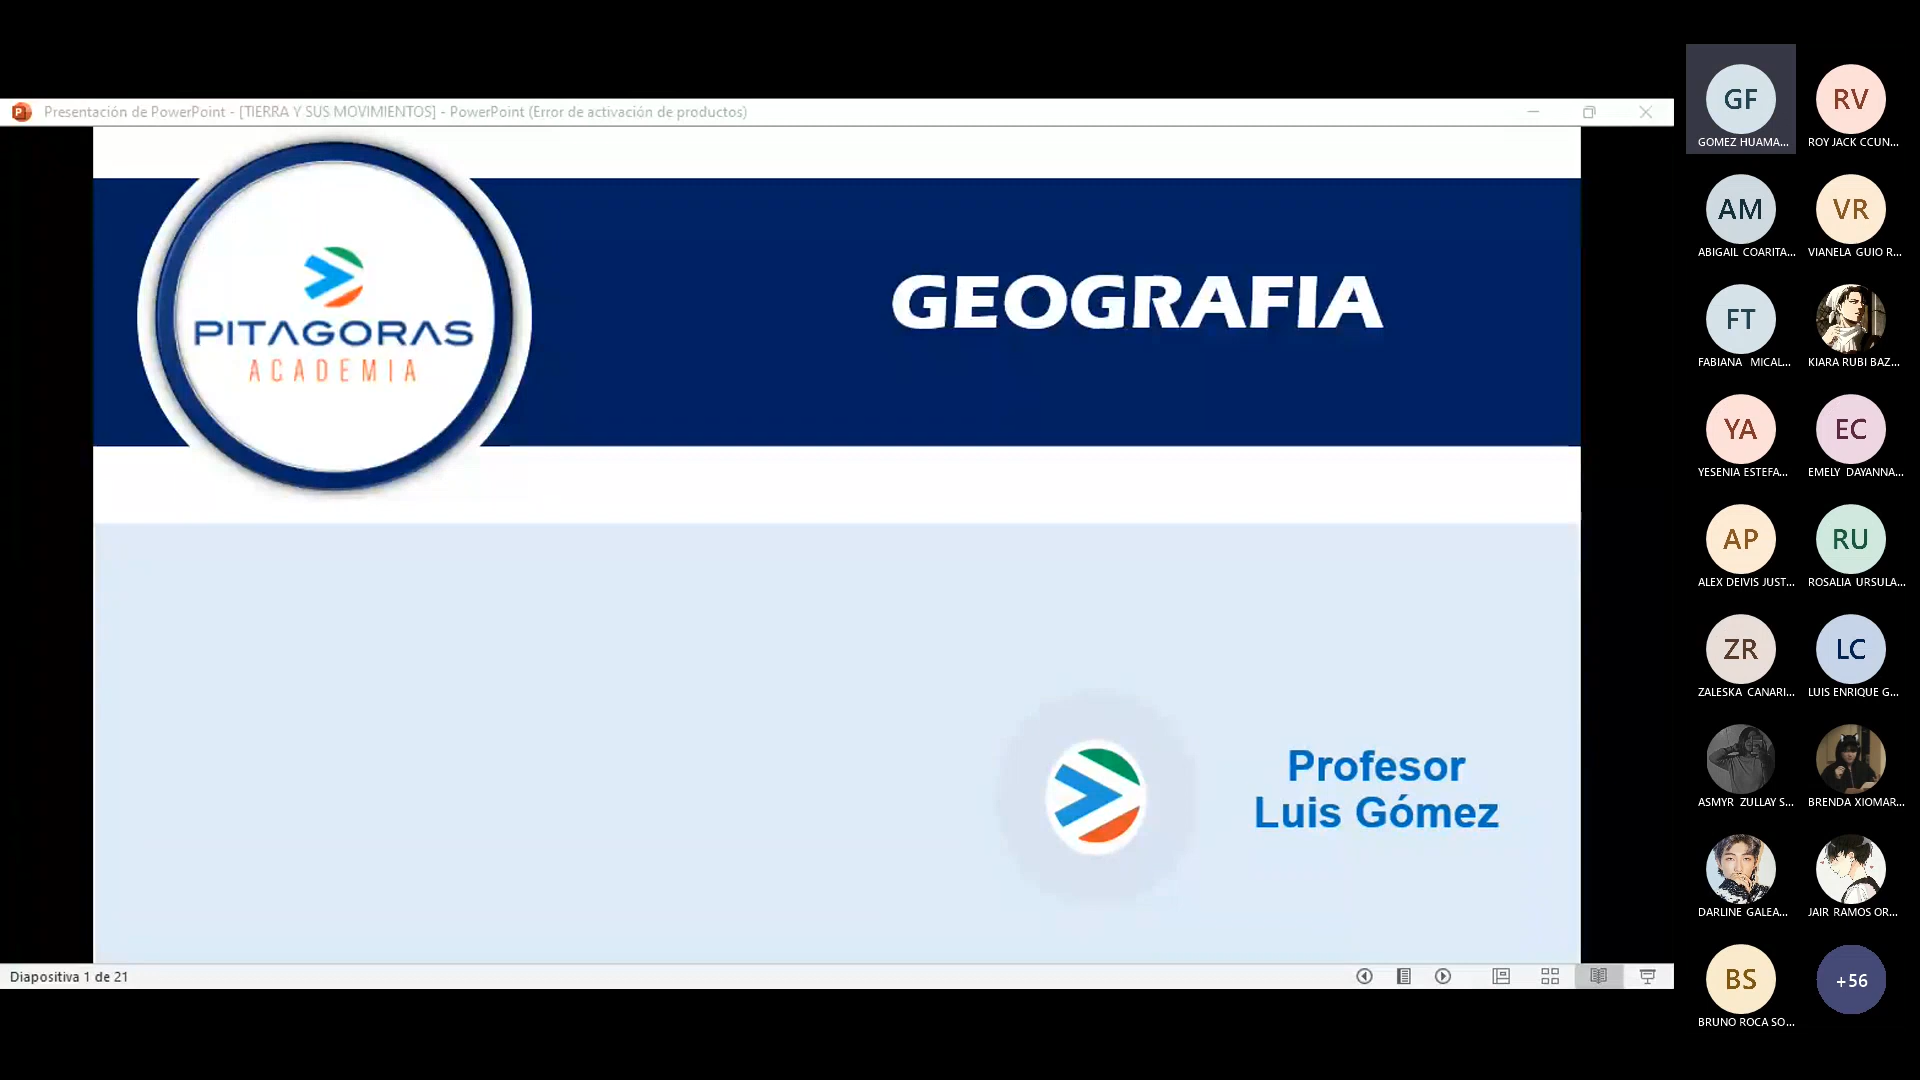 Presentación de PowerPoint - [TIERRA Y SUS MOVIMIENTOS] - PowerPoint (Error de activación de productos)
PITAGORAS
ACADEMIA
GEOGRAFIA
Profesor
Luis Gómez
Diapositiva 1 de 21
GF
GOMEZ HUAMA...
RV
ROY JACK CCUN...
AM
ABIGAIL COARITA...
VR
VIANELA GUIO R...
FT
FABIANA MICAL...
KIARA RUBI BAZ...
YA
YESENIA ESTEFA...
EC
EMELY DAYANNA...
AP
ALEX DEIVIS JUST...
RU
ROSALIA URSULA...
ZR
ZALESKA CANARI...
LC
LUIS ENRIQUE G...
ASMYR ZULLAY S...
BRENDA XIOMAR...
DARLINE GALEA...
JAIR RAMOS OR...
BS
BRUNO ROCA SO...
+56